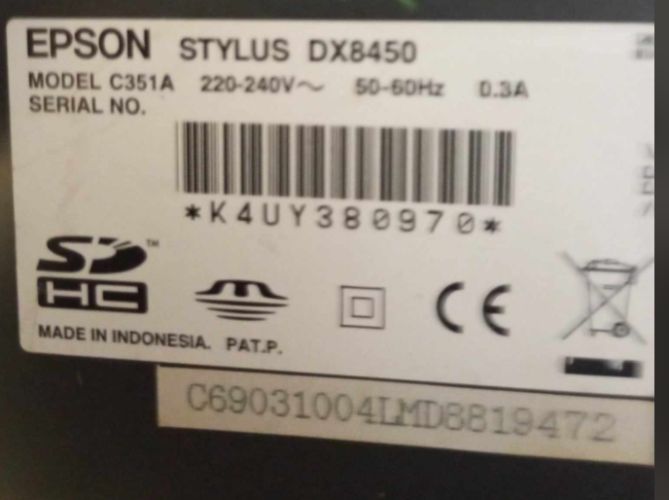 EPSON STYLUS DX8450
MODEL C351A 220-240V~ 50-60Hz 0.3A
SERIAL NO.
*K4UY380970*
SD™
HC
CE
MADE IN INDONESIA. PAT.P.
C69031004LMD8819472